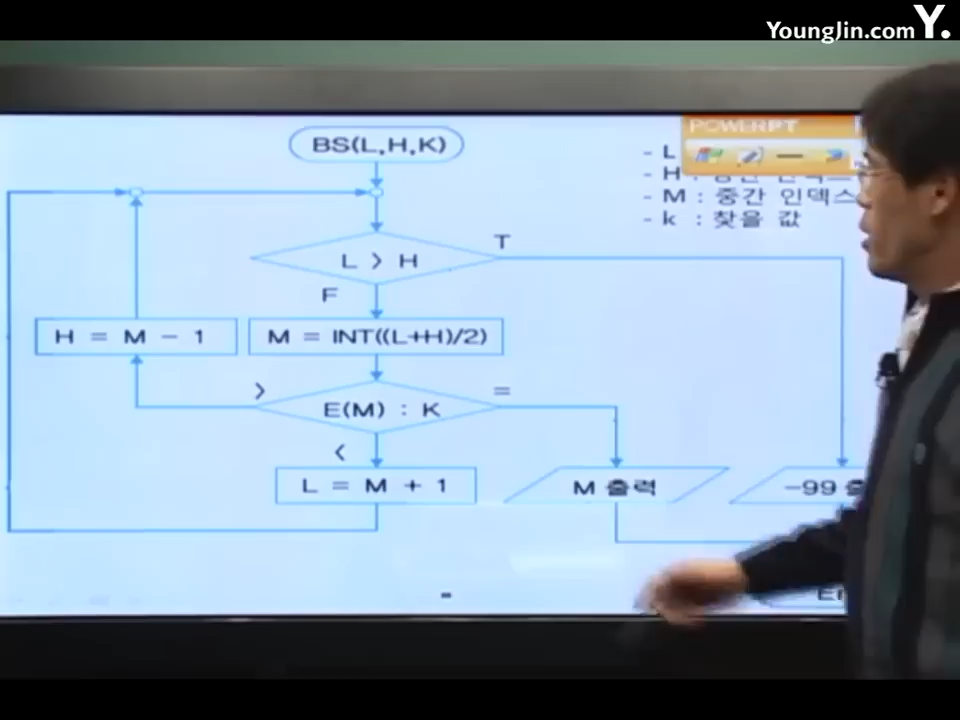 YoungJin.com Y.
POWERPT
BS(L,H,K)
- L
- H :
- M : 중간 인덱스
- k : 찾을 값
L > H
T
F
H = M - 1
M = INT((L+H)/2)
>
E(M) : K
=
<
L = M + 1
M 출력
-99 출